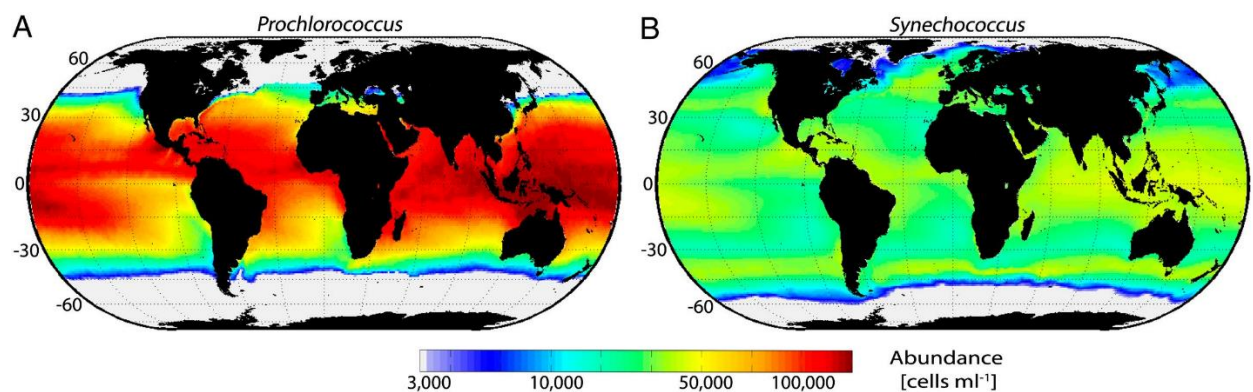 A
Prochlorococcus
60
30
0
-30
-60
B
Synechococcus
60
30
0
-30
-60
3,000
10,000
50,000
100,000
Abundance
[cells ml⁻¹]